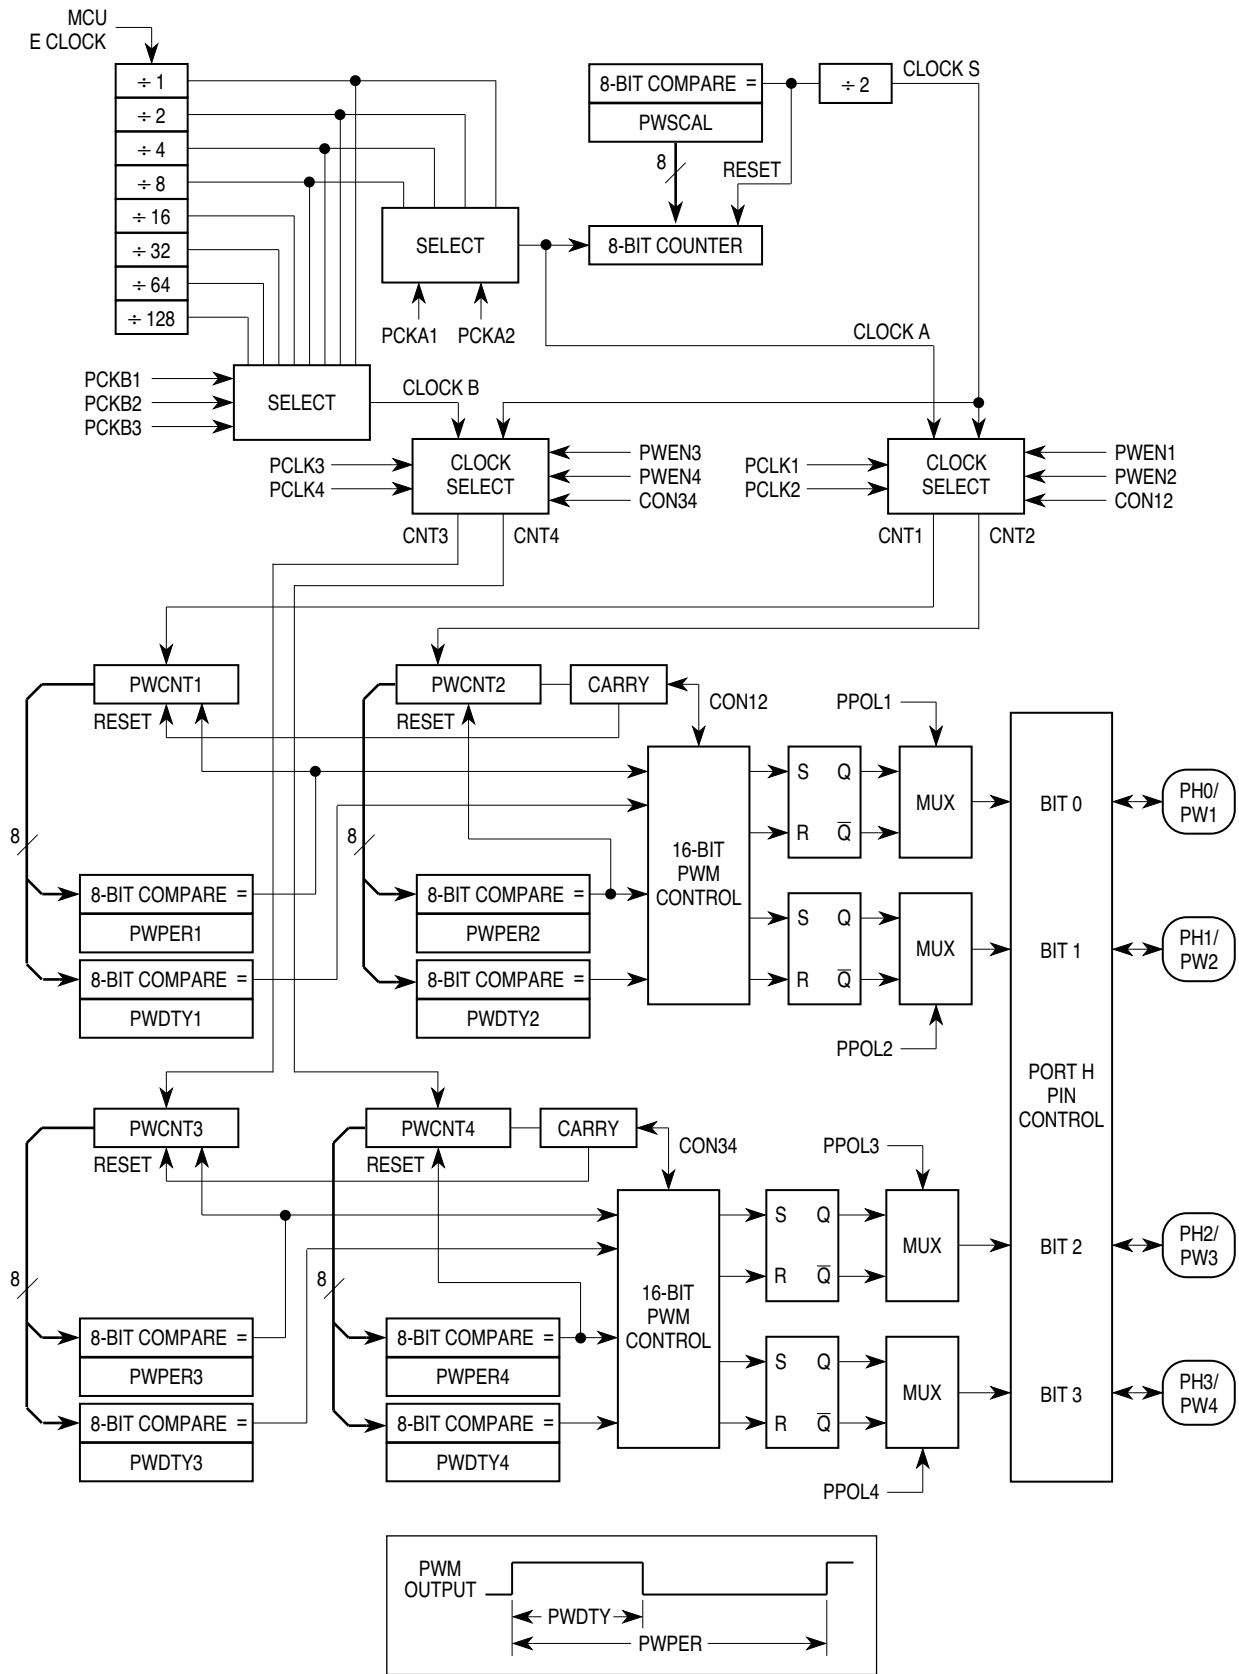 MCU
E CLOCK
÷ 1
÷ 2
÷ 4
÷ 8
÷ 16
÷ 32
÷ 64
÷ 128
8-BIT COMPARE =
PWSCAL
÷ 2
CLOCK S
8
RESET
SELECT
8-BIT COUNTER
PCKA1
PCKA2
CLOCK A
PCKB1
PCKB2
PCKB3
SELECT
CLOCK B
PCLK3
PCLK4
CLOCK
SELECT
PWEN3
PWEN4
CON34
PCLK1
PCLK2
CLOCK
SELECT
PWEN1
PWEN2
CON12
CNT3
CNT4
CNT1
CNT2
PWCNT1
RESET
PWCNT2
RESET
CARRY
CON12
PPOL1
8
8
16-BIT
PWM
CONTROL
S Q
R Q̅
MUX
BIT 0
PH0/
PW1
8-BIT COMPARE =
PWPER1
8-BIT COMPARE =
PWDTY1
8-BIT COMPARE =
PWPER2
8-BIT COMPARE =
PWDTY2
S Q
R Q̅
MUX
PPOL2
BIT 1
PH1/
PW2
PORT H
PIN
CONTROL
PWCNT3
RESET
PWCNT4
RESET
CARRY
CON34
PPOL3
8
8
16-BIT
PWM
CONTROL
S Q
R Q̅
MUX
BIT 2
PH2/
PW3
8-BIT COMPARE =
PWPER3
8-BIT COMPARE =
PWDTY3
8-BIT COMPARE =
PWPER4
8-BIT COMPARE =
PWDTY4
S Q
R Q̅
MUX
PPOL4
BIT 3
PH3/
PW4
PWM
OUTPUT
PWDTY
PWPER